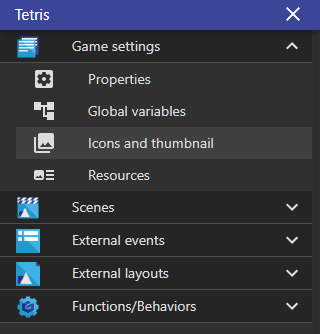 Tetris
Game settings
Properties
Global variables
Icons and thumbnail
Resources
Scenes
External events
External layouts
Functions/Behaviors